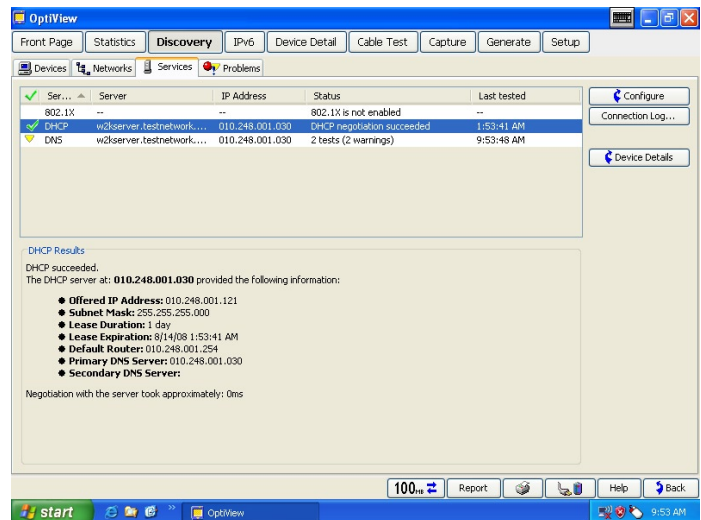 OptiView
Front Page Statistics Discovery IPv6 Device Detail Cable Test Capture Generate Setup
Devices Networks Services Problems
Ser... Server IP Address Status Last tested
802.1X -- -- 802.1X is not enabled --
DHCP w2kserver.testnetwork.... 010.248.001.030 DHCP negotiation succeeded 1:53:41 AM
DNS w2kserver.testnetwork.... 010.248.001.030 2 tests (2 warnings) 9:53:48 AM
Configure
Connection Log...
Device Details
DHCP Results
DHCP succeeded.
The DHCP server at: 010.248.001.030 provided the following information:
Offered IP Address: 010.248.001.121
Subnet Mask: 255.255.255.000
Lease Duration: 1 day
Lease Expiration: 8/14/08 1:53:41 AM
Default Router: 010.248.001.254
Primary DNS Server: 010.248.001.030
Secondary DNS Server:
Negotiation with the server took approximately: 0ms
100 Report Help Back
start OptiView 9:53 AM